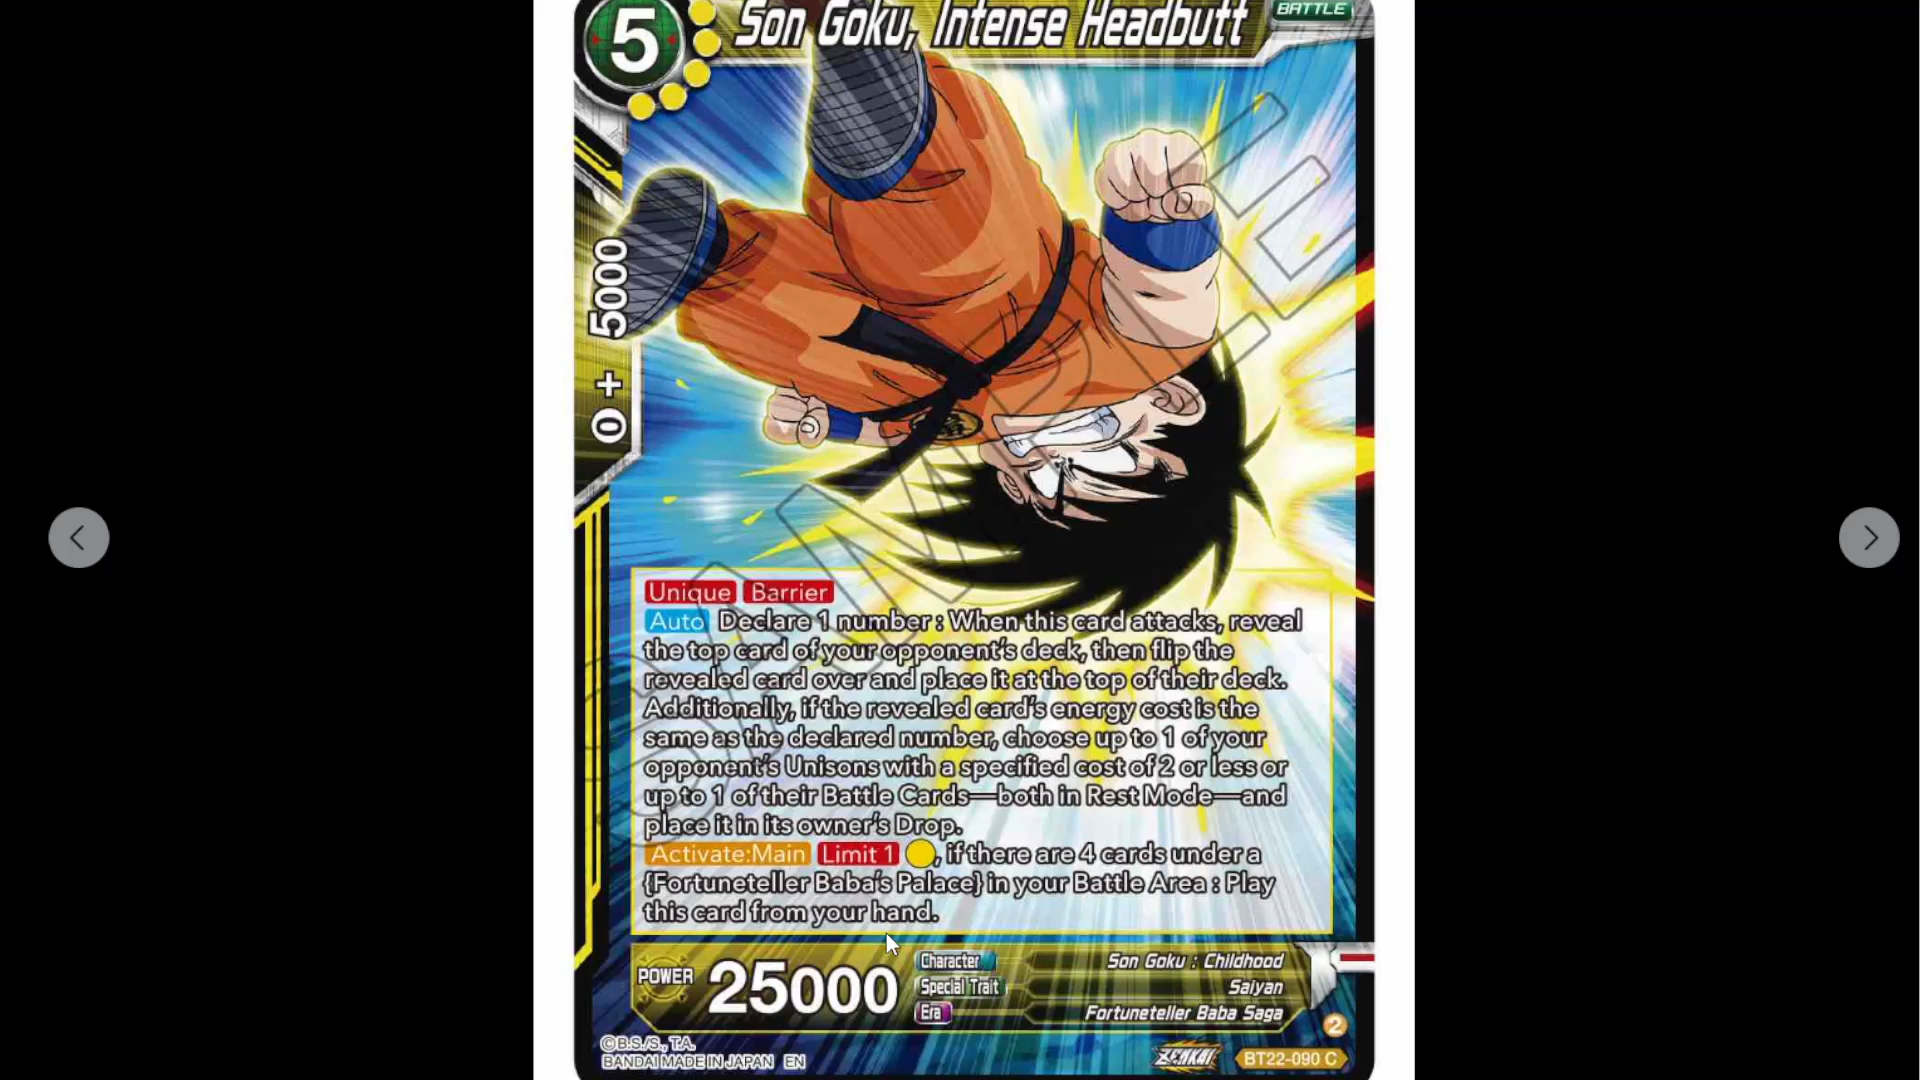 5
Son Goku, Intense Headbutt
BATTLE
0 + 5000
SAMPLE
Unique Barrier
Auto Declare 1 number : When this card attacks, reveal
the top card of your opponent's deck, then flip the
revealed card over and place it at the top of their deck.
Additionally, if the revealed card's energy cost is the
same as the declared number, choose up to 1 of your
opponent's Unisons with a specified cost of 2 or less or
up to 1 of their Battle Cards—both in Rest Mode—and
place it in its owner's Drop.
Activate:Main Limit 1 , if there are 4 cards under a
{Fortuneteller Baba's Palace} in your Battle Area : Play
this card from your hand.
POWER 25000
Character Son Goku : Childhood
Special Trait Saiyan
Era Fortuneteller Baba Saga
2
©B.S./S., T.A.
BANDAI MADE IN JAPAN EN
ZENKAI
BT22-090 C